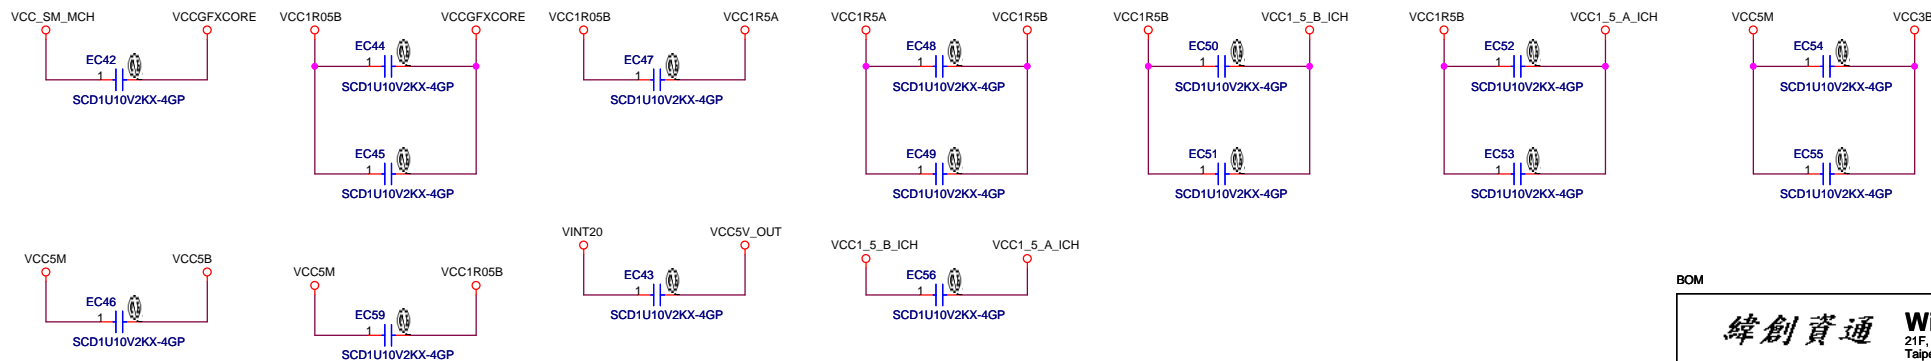 VCC_SM_MCH VCCGFXCORE VCC1R05B VCCGFXCORE VCC1R05B VCC1R5A VCC1R5A VCC1R5B VCC1R5B VCC1_5_B_ICH VCC1R5B VCC1_5_A_ICH VCC5M VCC3B
EC44 EC48 EC50 EC52 EC54
1 1 1 1 1
EC42 EC47
1 1
SCD1U10V2KX-4GP SCD1U10V2KX-4GP SCD1U10V2KX-4GP SCD1U10V2KX-4GP SCD1U10V2KX-4GP
SCD1U10V2KX-4GP SCD1U10V2KX-4GP
EC45 EC49 EC51 EC53 EC55
1 1 1 1 1
SCD1U10V2KX-4GP SCD1U10V2KX-4GP SCD1U10V2KX-4GP SCD1U10V2KX-4GP SCD1U10V2KX-4GP
VINT20 VCC5V_OUT VCC1_5_B_ICH VCC1_5_A_ICH
VCC5M VCC5B VCC5M VCC1R05B
EC43 EC56
1 1
SCD1U10V2KX-4GP SCD1U10V2KX-4GP
EC46 EC59
1 1
SCD1U10V2KX-4GP SCD1U10V2KX-4GP
BOM
緯創資通 Wi
21F,
Taip